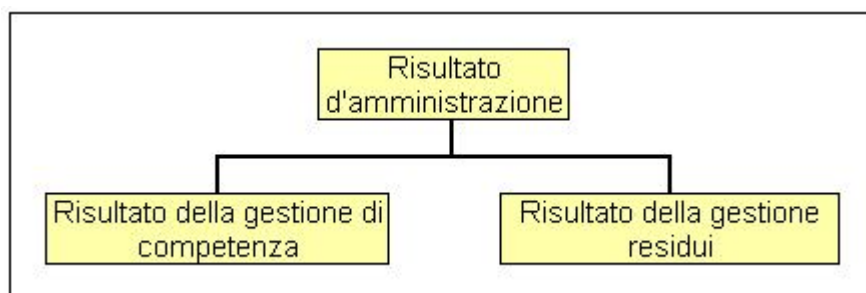 Risultato
d'amministrazione
Risultato della gestione di
competenza
Risultato della gestione
residui